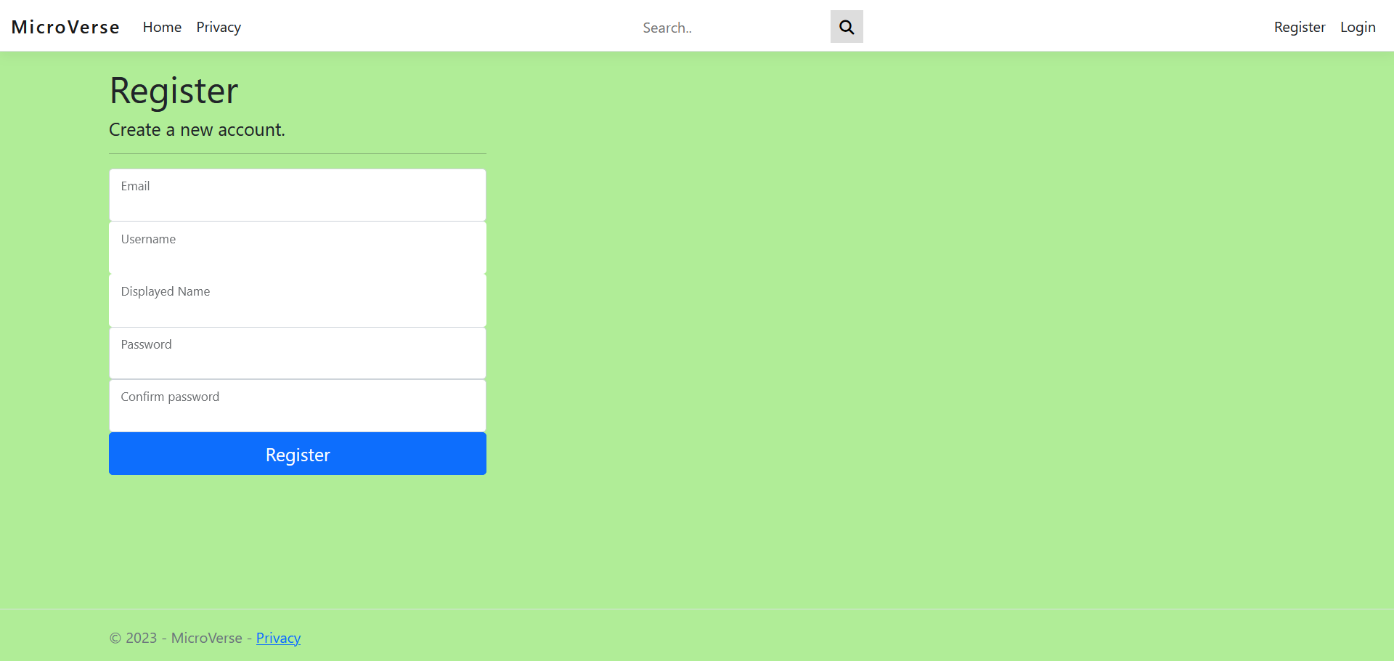 MicroVerse Home Privacy Search.. Register Login
Register
Create a new account.
Email
Username
Displayed Name
Password
Confirm password
Register
© 2023 - MicroVerse - Privacy